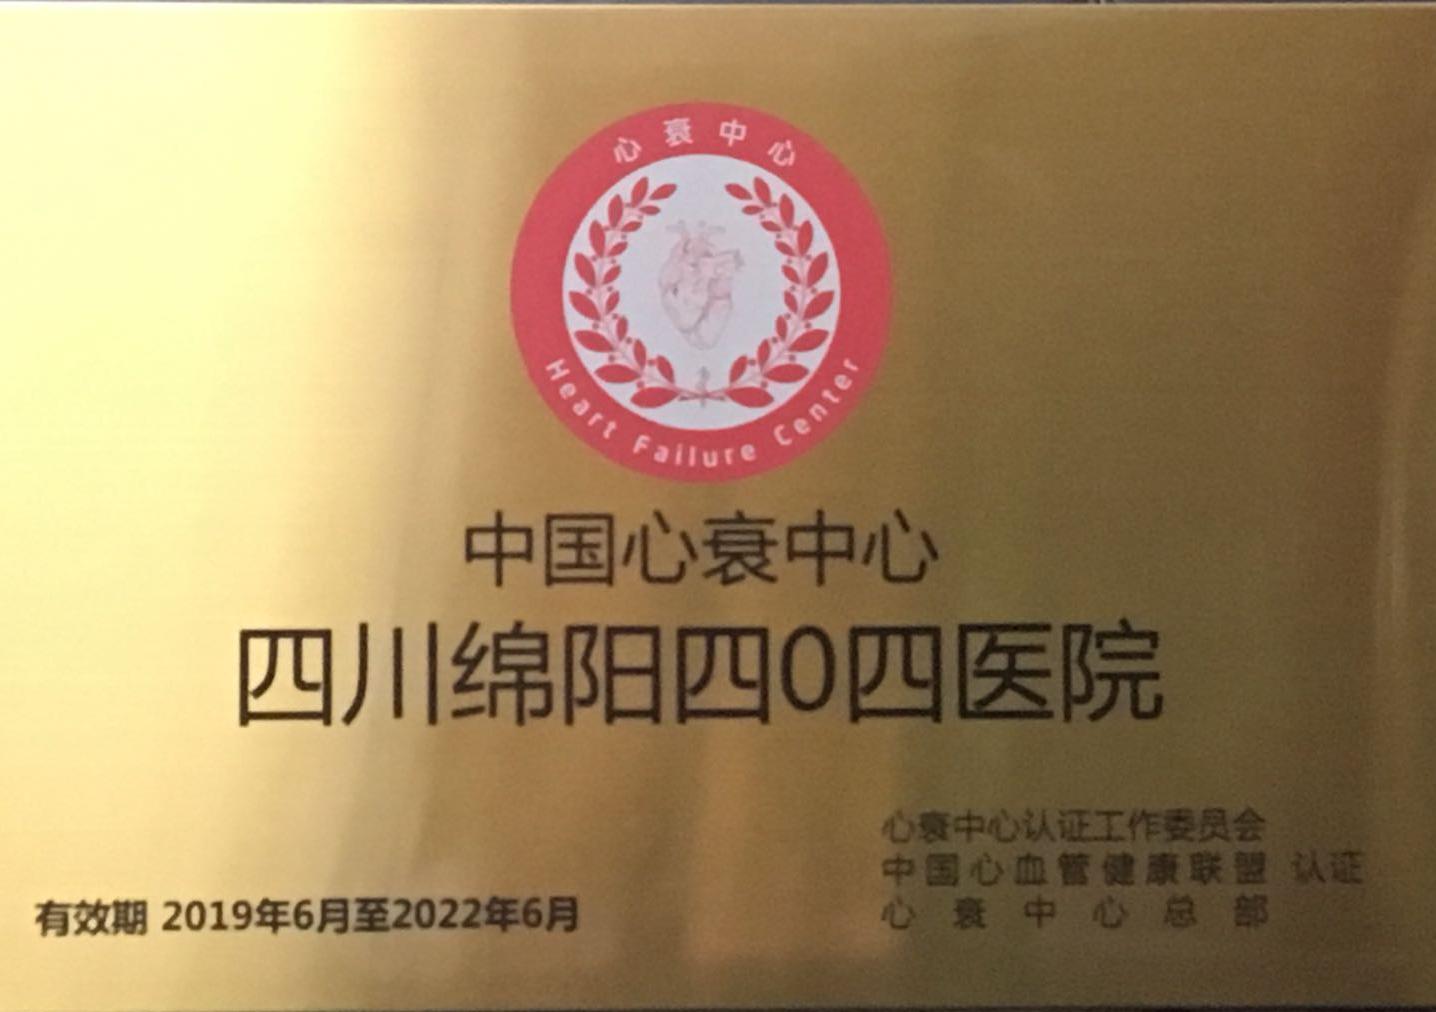 心衰中心
Heart Failure Center
中国心衰中心
四川绵阳四0四医院
心衰中心认证工作委员会
中国心血管健康联盟 认证
心衰中心总部
有效期 2019年6月至2022年6月